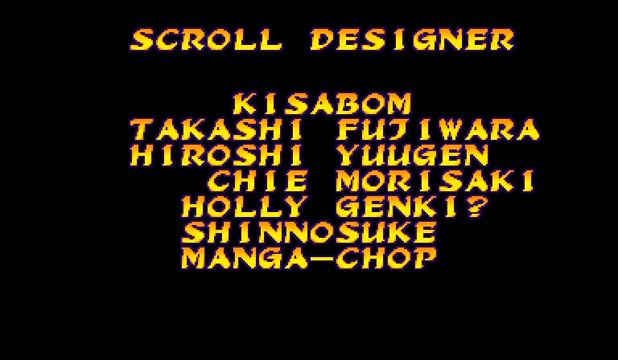 SCROLL DESIGNER
KISABOM
TAKASHI FUJIWARA
HIROSHI YUUGEN
CHIE MORISAKI
HOLLY GENKI?
SHINNOSUKE
MANGA-CHOP